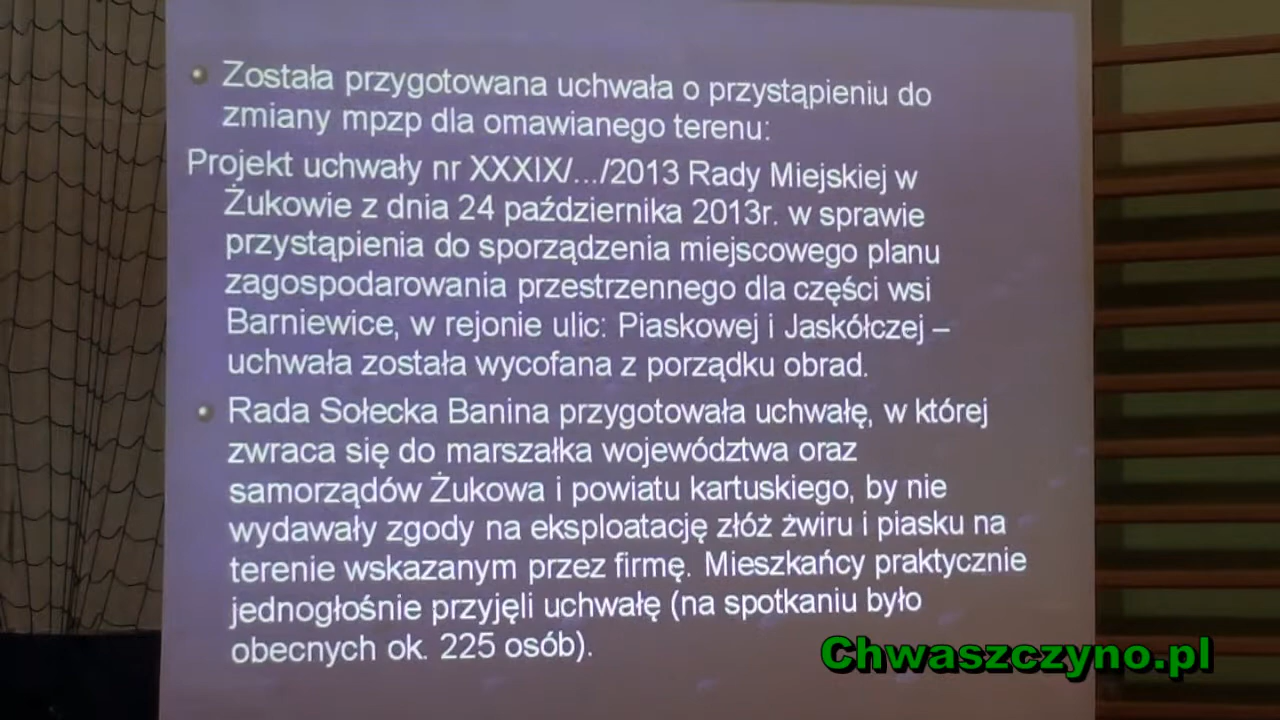 Została przygotowana uchwała o przystąpieniu do
zmiany mpzp dla omawianego terenu:
Projekt uchwały nr XXXIX/.../2013 Rady Miejskiej w
Żukowie z dnia 24 października 2013r. w sprawie
przystąpienia do sporządzenia miejscowego planu
zagospodarowania przestrzennego dla części wsi
Barniewice, w rejonie ulic: Piaskowej i Jaskółczej –
uchwała została wycofana z porządku obrad.
Rada Sołecka Banina przygotowała uchwałę, w której
zwraca się do marszałka województwa oraz
samorządów Żukowa i powiatu kartuskiego, by nie
wydawały zgody na eksploatację złóż żwiru i piasku na
terenie wskazanym przez firmę. Mieszkańcy praktycznie
jednogłośnie przyjęli uchwałę (na spotkaniu było
obecnych ok. 225 osób).
Chwaszczyno.pl